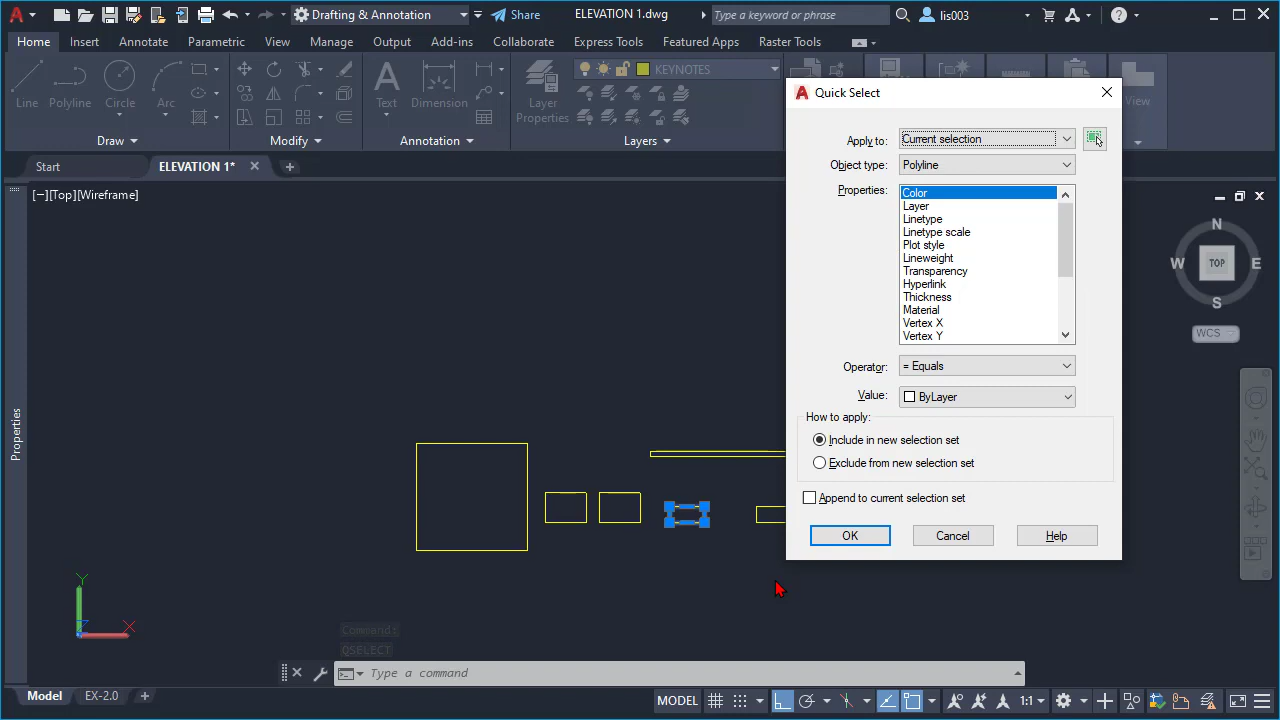 Drafting & Annotation
Share
ELEVATION 1.dwg
Type a keyword or phrase
lis003
Home
Insert
Annotate
Parametric
View
Manage
Output
Add-ins
Collaborate
Express Tools
Featured Apps
Raster Tools
Line
Polyline
Circle
Arc
Text
Dimension
Layer
Properties
KEYNOTES
View
Draw
Modify
Annotation
Layers
Start
ELEVATION 1*
[−][Top][Wireframe]
Properties
Quick Select
Apply to:
Current selection
Object type:
Polyline
Properties:
Color
Layer
Linetype
Linetype scale
Plot style
Lineweight
Transparency
Hyperlink
Thickness
Material
Vertex X
Vertex Y
Operator:
= Equals
Value:
ByLayer
How to apply:
Include in new selection set
Exclude from new selection set
Append to current selection set
OK
Cancel
Help
N
W
TOP
E
S
WCS
Y
Z
X
Command:
QSELECT
Type a command
Model
EX-2.0
MODEL
1:1